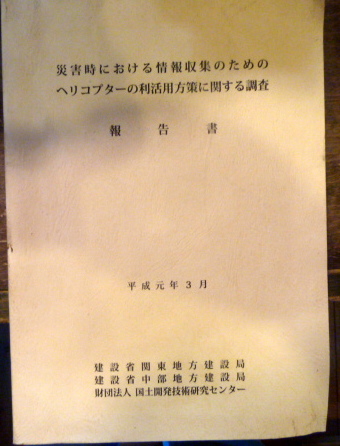 災害時における情報収集のための
ヘリコプターの利活用方策に関する調査
報告書
平成元年3月
建設省関東地方建設局
建設省中部地方建設局
財団法人 国土開発技術研究センター